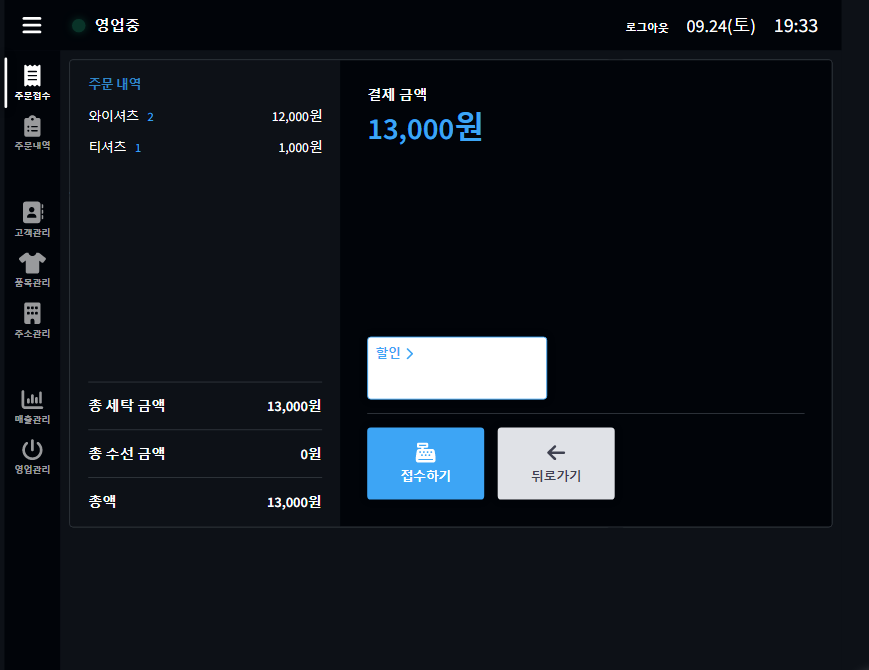 영업중
로그아웃 09.24(토) 19:33
주문접수
주문내역
고객관리
품목관리
주소관리
매출관리
영업관리
주문 내역
와이셔츠 2 12,000원
티셔츠 1 1,000원
총 세탁 금액 13,000원
총 수선 금액 0원
총액 13,000원
결제 금액
13,000원
할인
접수하기
뒤로가기